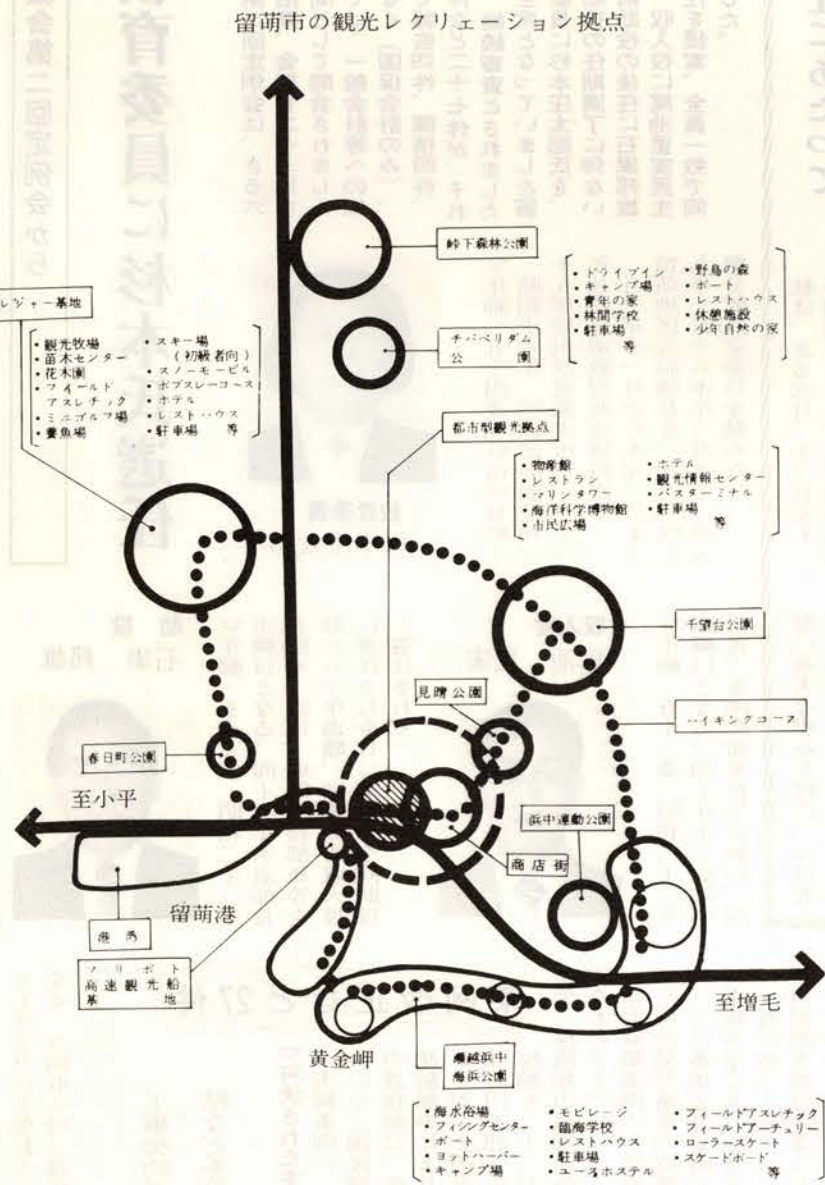 留萌市の観光レクリェーション拠点
峠下森林公園
・ドライブイン
・キャンプ場
・青年の家
・林間学校
・駐車場
・野鳥の森
・ボート
・レストハウス
・休憩施設
・少年自然の家
等
レジャー基地
・観光牧場
・苗木センター
・花木園
・フィールド
アスレチック
・ミニゴルフ場
・養魚場
・スキー場
(初級者向)
・スノーモービル
・ボブスレーコース
・ホテル
・レストハウス
・駐車場 等
チバベリダム
公園
都市型観光拠点
・物産館
・レストラン
・マリンタワー
・海洋科学博物館
・市民広場
・ホテル
・観光情報センター
・バスターミナル
・駐車場
等
千望台公園
見晴公園
ハイキングコース
春日町公園
至小平
浜中運動公園
商店街
留萌港
フェリーボート
高速観光船
基地
至増毛
黄金岬
瀬越浜中
海浜公園
・海水浴場
・フィシングセンター
・ボート
・ヨットハーバー
・キャンプ場
・モビレージ
・臨海学校
・レストハウス
・駐車場
・ユースホステル
・フィールドアスレチック
・フィールドアーチュリー
・ローラースケート
・スケードボード
等